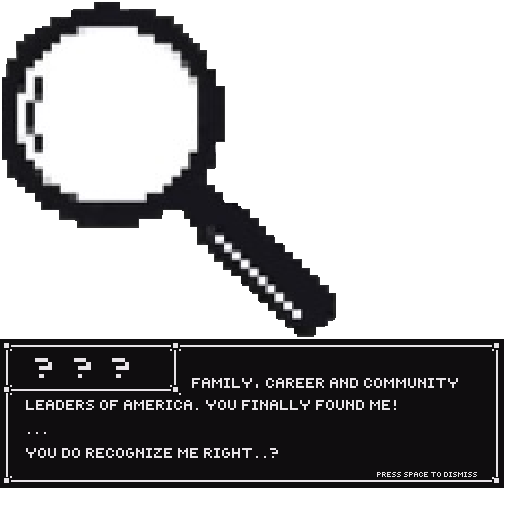 ? ? ?
FAMILY, CAREER AND COMMUNITY
LEADERS OF AMERICA. YOU FINALLY FOUND ME!
...
YOU DO RECOGNIZE ME RIGHT..?
PRESS SPACE TO DISMISS